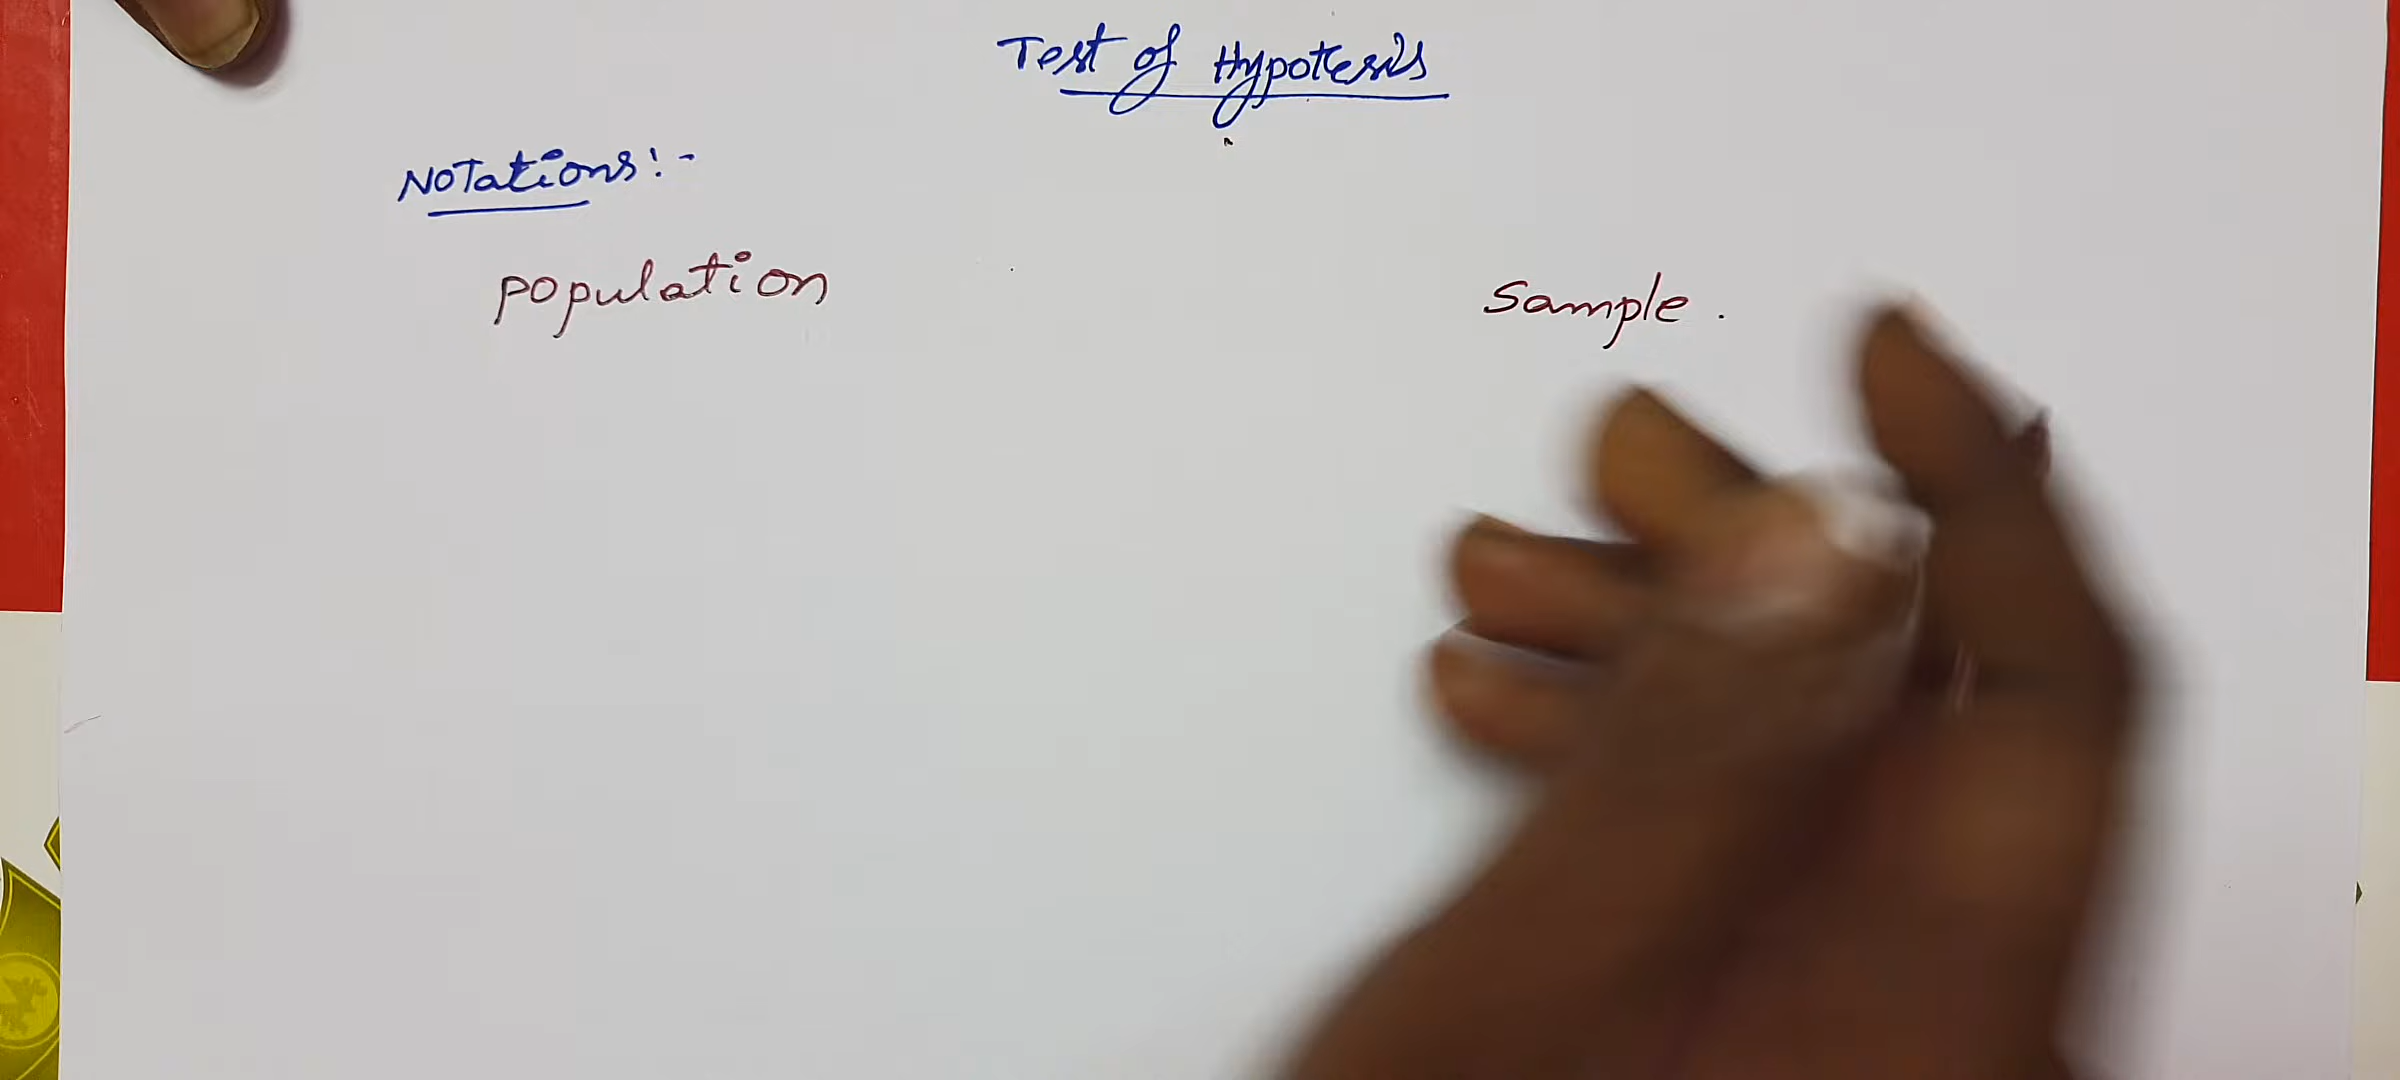 Test of Hypotesis
Notations:-
population
Sample.